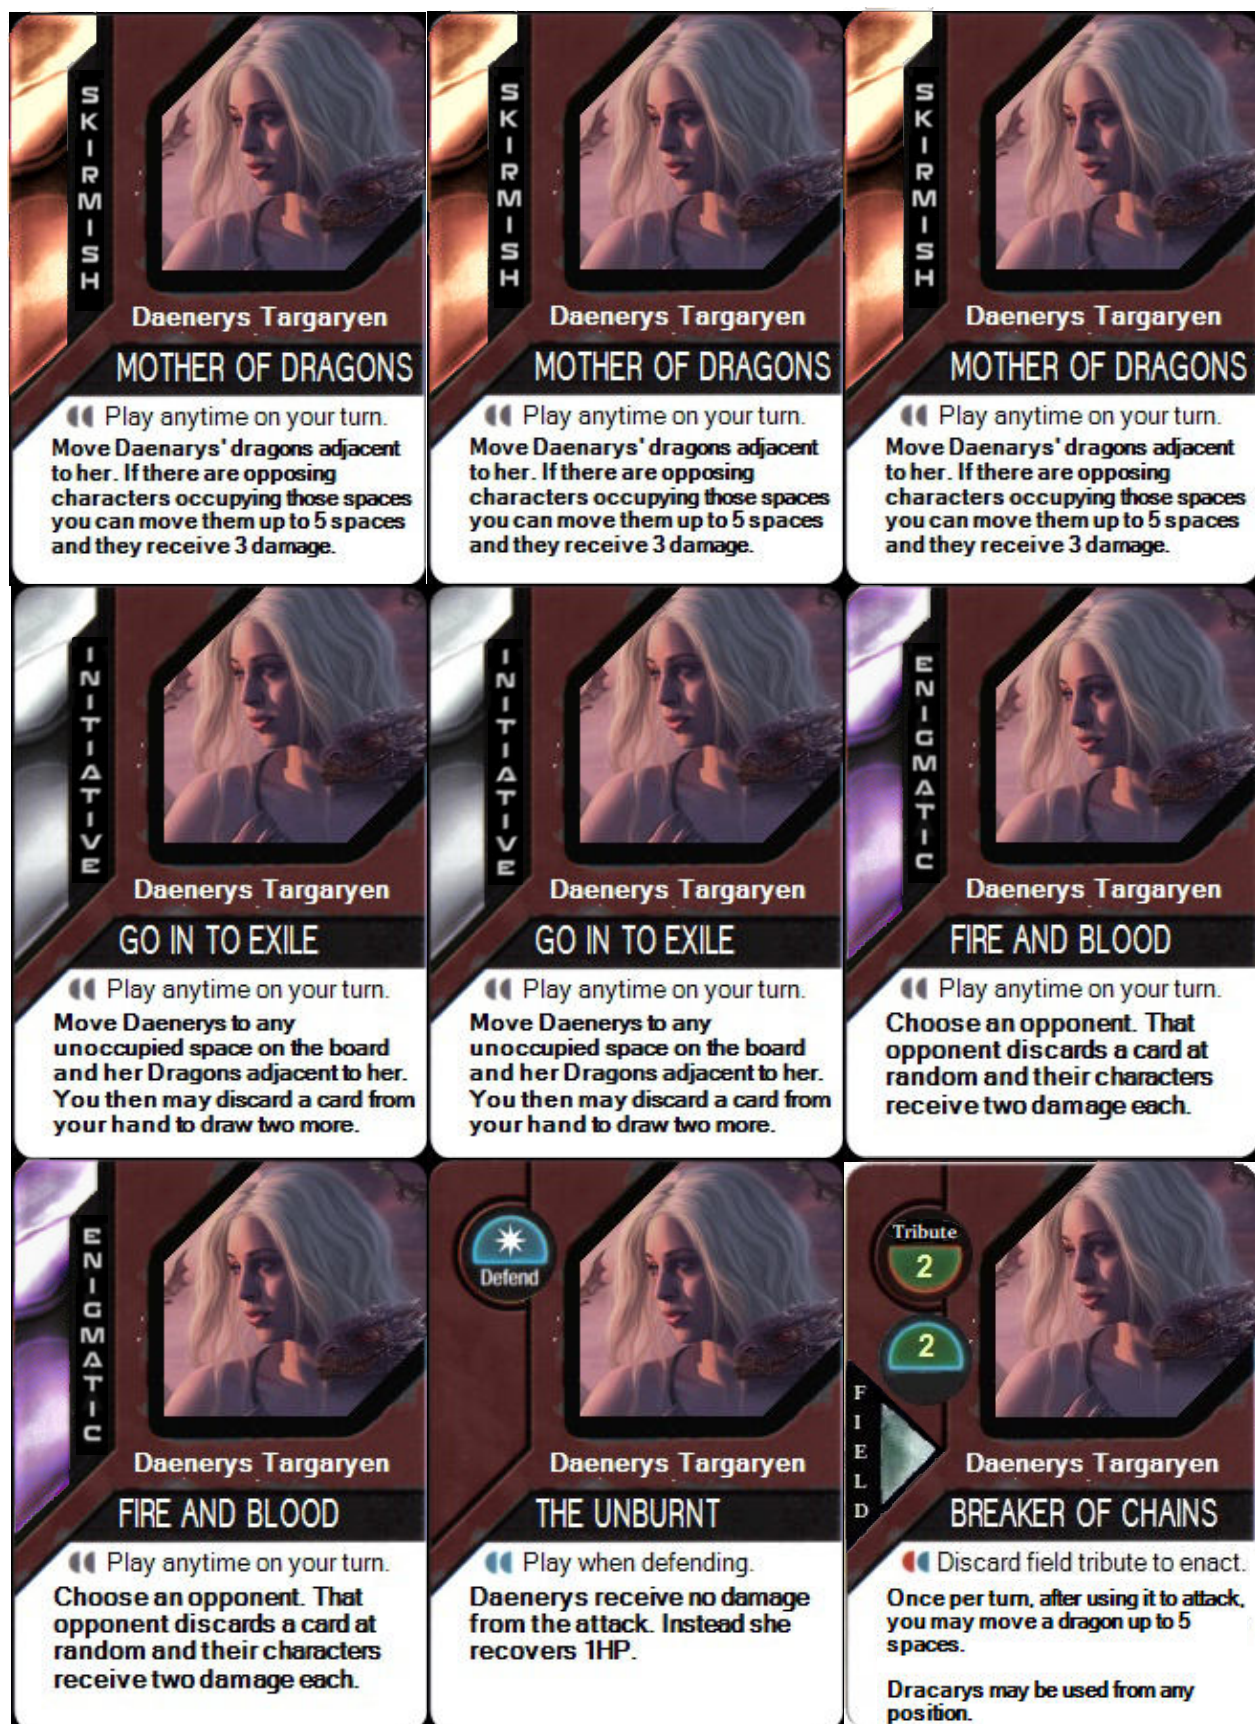 SKIRMISH
Daenerys Targaryen
MOTHER OF DRAGONS
Play anytime on your turn.
Move Daenarys' dragons adjacent
to her. If there are opposing
characters occupying those spaces
you can move them up to 5 spaces
and they receive 3 damage.
SKIRMISH
Daenerys Targaryen
MOTHER OF DRAGONS
Play anytime on your turn.
Move Daenarys' dragons adjacent
to her. If there are opposing
characters occupying those spaces
you can move them up to 5 spaces
and they receive 3 damage.
SKIRMISH
Daenerys Targaryen
MOTHER OF DRAGONS
Play anytime on your turn.
Move Daenarys' dragons adjacent
to her. If there are opposing
characters occupying those spaces
you can move them up to 5 spaces
and they receive 3 damage.
INITIATIVE
Daenerys Targaryen
GO IN TO EXILE
Play anytime on your turn.
Move Daenerys to any
unoccupied space on the board
and her Dragons adjacent to her.
You then may discard a card from
your hand to draw two more.
INITIATIVE
Daenerys Targaryen
GO IN TO EXILE
Play anytime on your turn.
Move Daenerys to any
unoccupied space on the board
and her Dragons adjacent to her.
You then may discard a card from
your hand to draw two more.
ENIGMATIC
Daenerys Targaryen
FIRE AND BLOOD
Play anytime on your turn.
Choose an opponent. That
opponent discards a card at
random and their characters
receive two damage each.
ENIGMATIC
Daenerys Targaryen
FIRE AND BLOOD
Play anytime on your turn.
Choose an opponent. That
opponent discards a card at
random and their characters
receive two damage each.
Defend
Daenerys Targaryen
THE UNBURNT
Play when defending.
Daenerys receive no damage
from the attack. Instead she
recovers 1HP.
Tribute
2
2
FIELD
Daenerys Targaryen
BREAKER OF CHAINS
Discard field tribute to enact.
Once per turn, after using it to attack,
you may move a dragon up to 5
spaces.
Dracarys may be used from any
position.